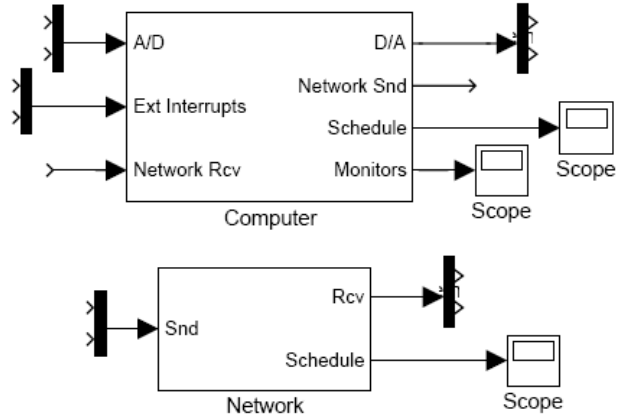 A/D
D/A
Network Snd
Ext Interrupts
Schedule
Network Rcv
Monitors
Scope
Scope
Computer
Rcv
Snd
Schedule
Network
Scope